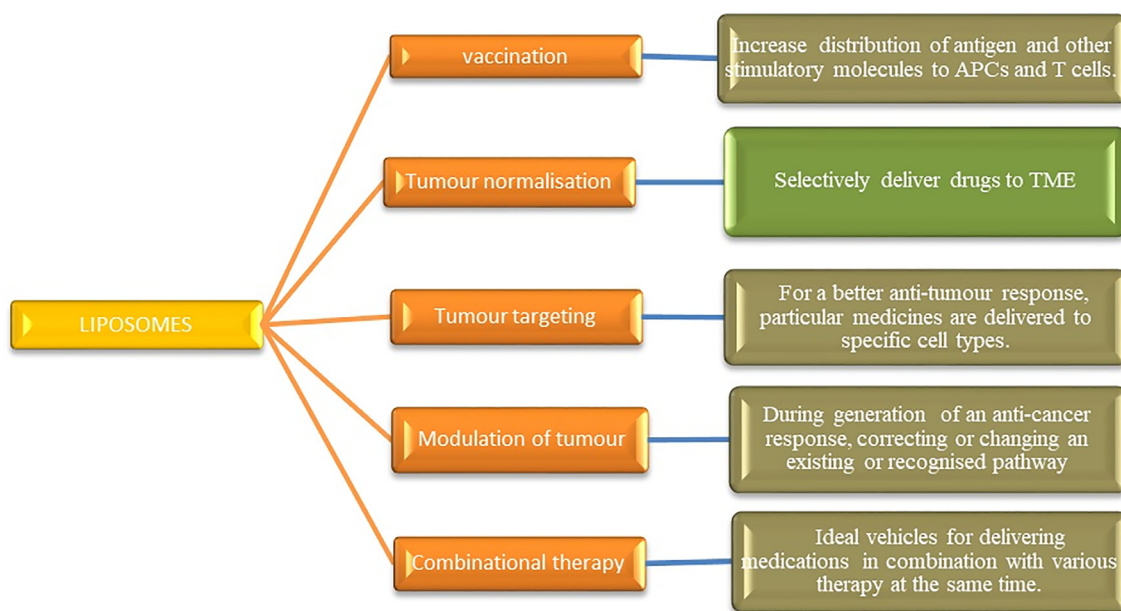 vaccination
Increase distribution of antigen and other
stimulatory molecules to APCs and T cells.
Tumour normalisation
Selectively deliver drugs to TME
LIPOSOMES
Tumour targeting
For a better anti-tumour response,
particular medicines are delivered to
specific cell types.
Modulation of tumour
During generation of an anti-cancer
response, correcting or changing an
existing or recognised pathway
Combinational therapy
Ideal vehicles for delivering
medications in combination with various
therapy at the same time.